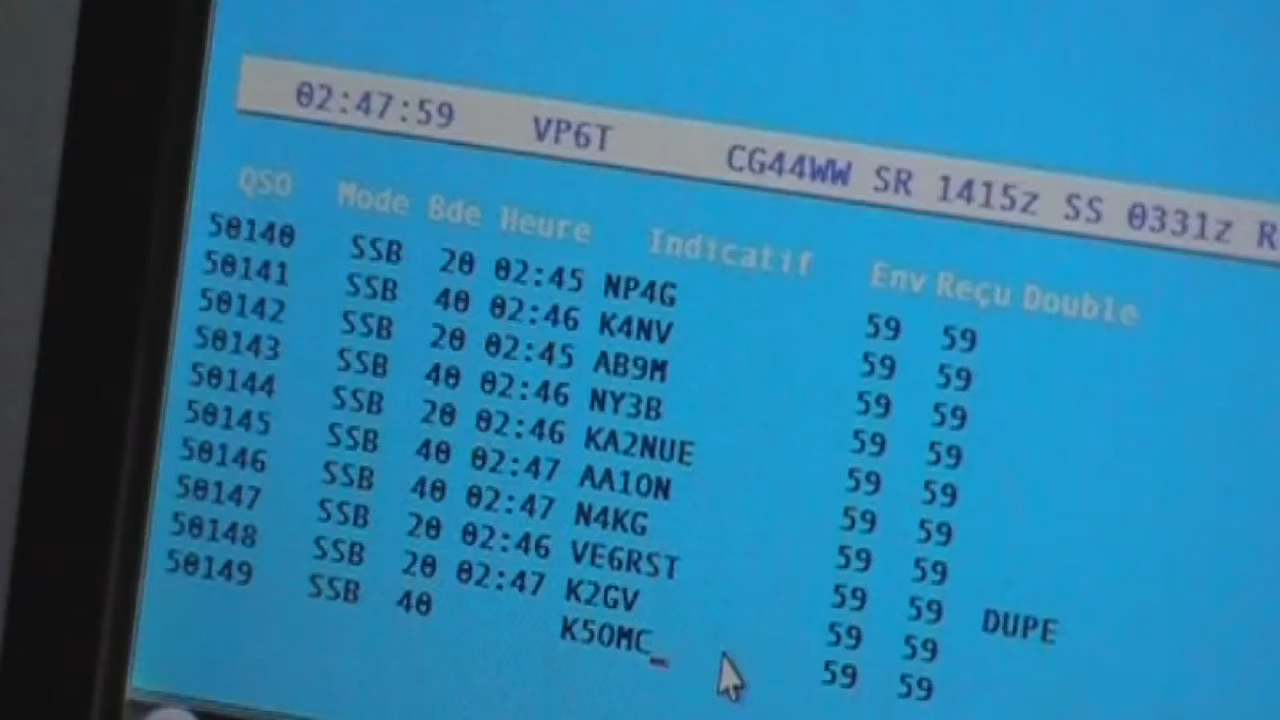 02:47:59 VP6T CG44WW SR 1415z SS 0331z R
QSO Mode Bde Heure Indicatif Env Reçu Double
50140 SSB 20 02:45 NP4G 59 59
50141 SSB 40 02:46 K4NV 59 59
50142 SSB 20 02:45 AB9M 59 59
50143 SSB 40 02:46 NY3B 59 59
50144 SSB 20 02:46 KA2NUE 59 59
50145 SSB 40 02:47 AA1ON 59 59
50146 SSB 40 02:47 N4KG 59 59
50147 SSB 20 02:46 VE6RST 59 59 DUPE
50148 SSB 20 02:47 K2GV 59 59
50149 SSB 40 K5OMC_ 59 59